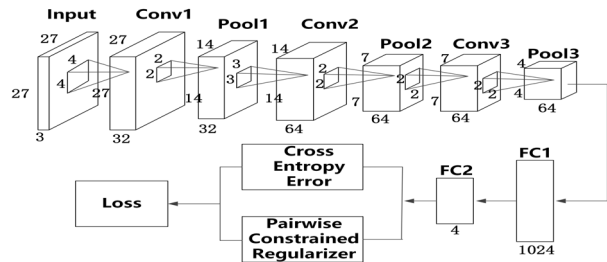 Input Conv1 Pool1 Conv2 Pool2 Conv3 Pool3
27 27 14 14 7 7 4
4 4 27 3
2 2 27 32
3 3 14 32
2 2 14 64
2 2 7 64
2 2 7 64
4 64
Cross
Entropy
Error
FC2 FC1
Loss
4
Pairwise
Constrained
Regularizer
1024